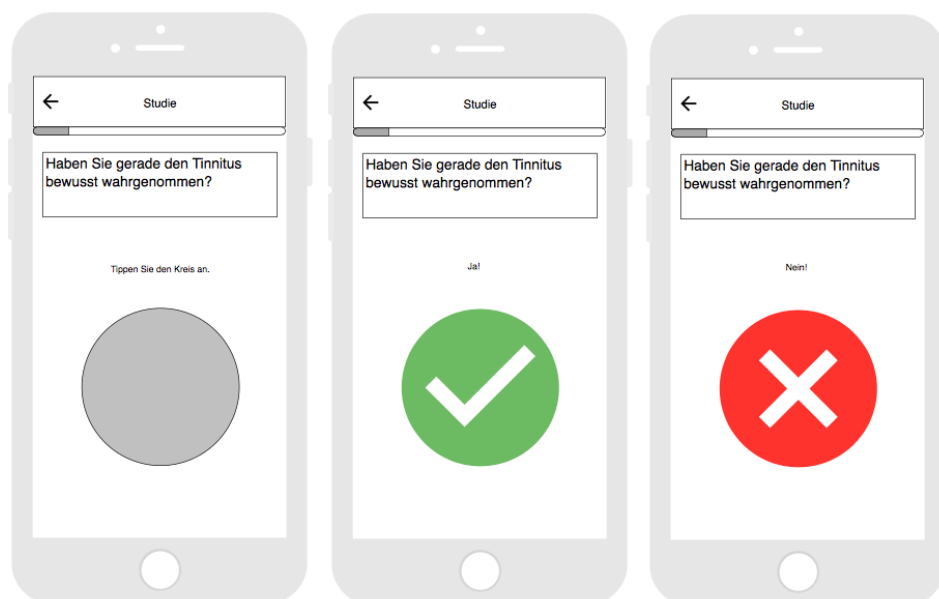 Studie
Haben Sie gerade den Tinnitus
bewusst wahrgenommen?
Tippen Sie den Kreis an.
Studie
Haben Sie gerade den Tinnitus
bewusst wahrgenommen?
Ja!
Studie
Haben Sie gerade den Tinnitus
bewusst wahrgenommen?
Nein!